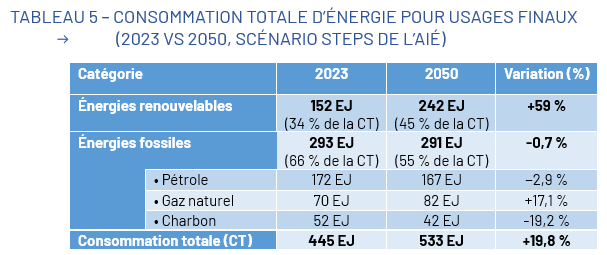 TABLEAU 5 – CONSOMMATION TOTALE D'ÉNERGIE POUR USAGES FINAUX
→ (2023 VS 2050, SCÉNARIO STEPS DE L'AIÉ)
Catégorie 2023 2050 Variation (%)
Énergies renouvelables 152 EJ 242 EJ +59 %
(34 % de la CT) (45 % de la CT)
Énergies fossiles 293 EJ 291 EJ -0,7 %
(66 % de la CT) (55 % de la CT)
• Pétrole 172 EJ 167 EJ –2,9 %
• Gaz naturel 70 EJ 82 EJ +17,1 %
• Charbon 52 EJ 42 EJ -19,2 %
Consommation totale (CT) 445 EJ 533 EJ +19,8 %